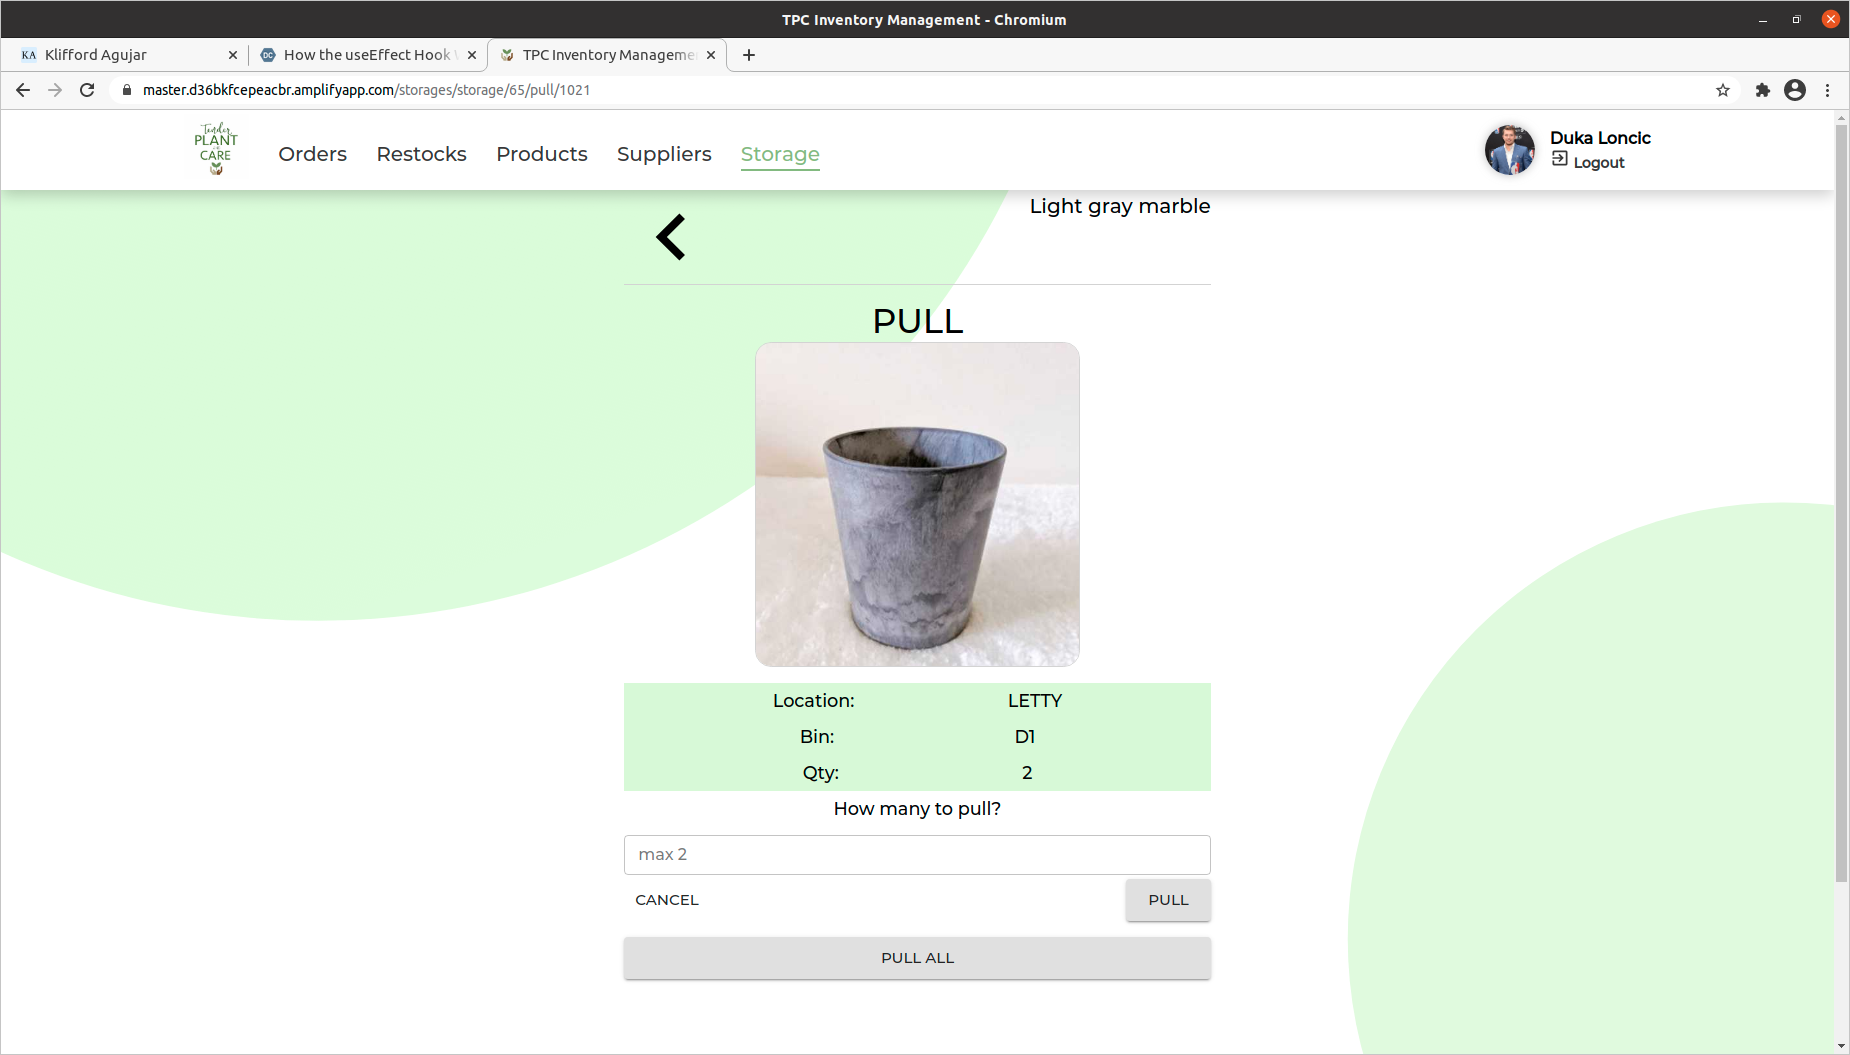 TPC Inventory Management - Chromium
KA Klifford Agujar
DC How the useEffect Hook
TPC Inventory Manageme
master.d36bkfcepeacbr.amplifyapp.com/storages/storage/65/pull/1021
Tender
PLANT
CARE
Orders
Restocks
Products
Suppliers
Storage
Duka Loncic
Logout
Light gray marble
PULL
Location: LETTY
Bin: D1
Qty: 2
How many to pull?
max 2
CANCEL
PULL
PULL ALL